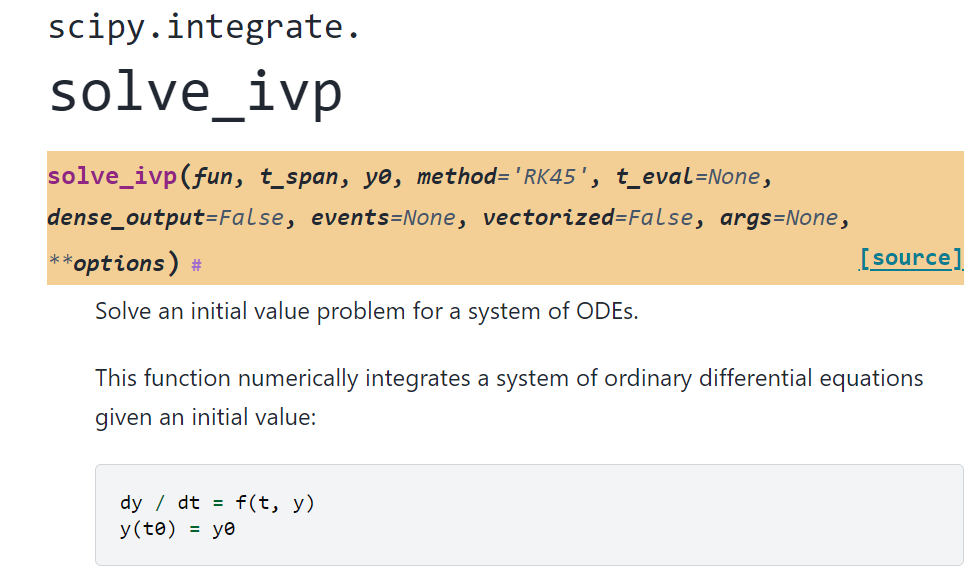 scipy.integrate.
solve_ivp
solve_ivp(fun, t_span, y0, method='RK45', t_eval=None,
dense_output=False, events=None, vectorized=False, args=None,
**options) # [source]
Solve an initial value problem for a system of ODEs.
This function numerically integrates a system of ordinary differential equations
given an initial value:
dy / dt = f(t, y)
y(t0) = y0